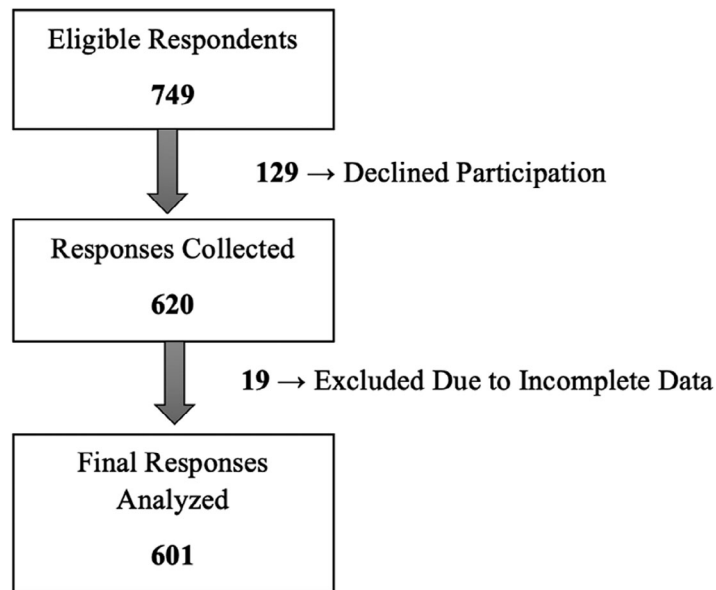 Eligible Respondents
749
129 → Declined Participation
Responses Collected
620
19 → Excluded Due to Incomplete Data
Final Responses
Analyzed
601